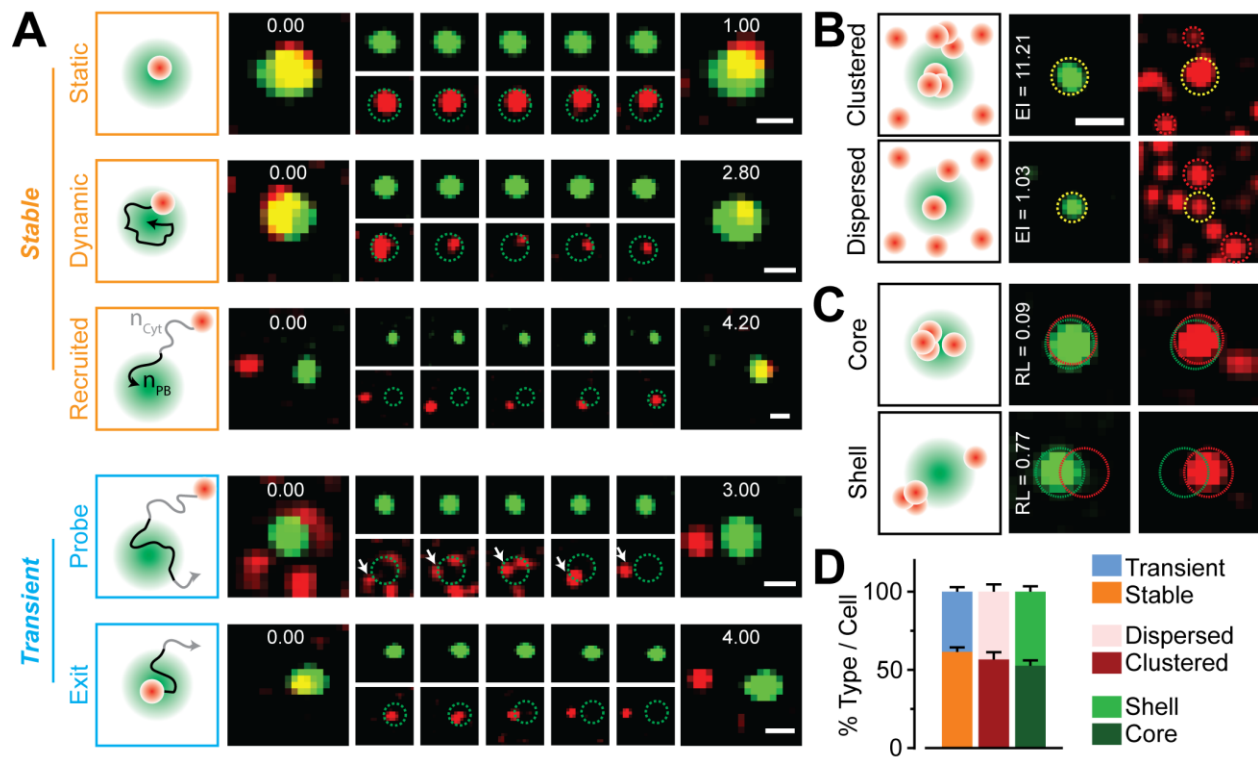 A
Stable
Static
0.00
1.00
Dynamic
0.00
2.80
Recruited
nCyt
nPB
0.00
4.20
Transient
Probe
0.00
3.00
Exit
0.00
4.00
B
Clustered
EI = 11.21
Dispersed
EI = 1.03
C
Core
RL = 0.09
Shell
RL = 0.77
D
% Type / Cell
100
50
0
Transient
Stable
Dispersed
Clustered
Shell
Core